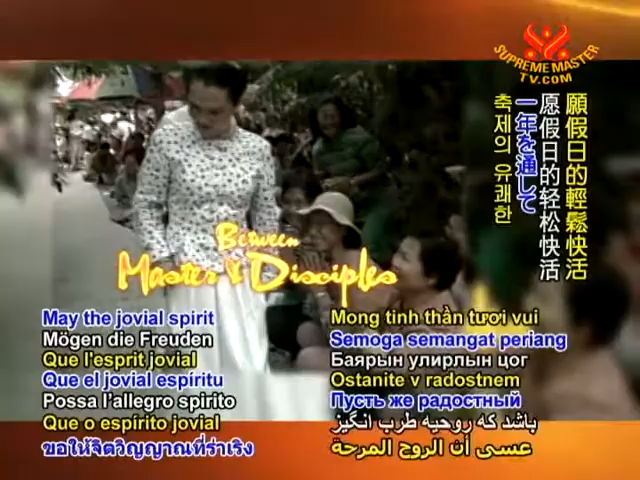 SUPREME MASTER
TV.COM
願假日的輕鬆快活
愿假日的轻松快活
一年を通して
축제의 유쾌한
Between
Master & Disciples
May the jovial spirit
Mögen die Freuden
Que l'esprit jovial
Que el jovial espíritu
Possa l'allegro spirito
Que o espírito jovial
ขอให้จิตวิญญาณที่ร่าเริง
Mong tinh thần tươi vui
Semoga semangat periang
Баярын улирлын цог
Ostanite v radostnem
Пусть же радостный
باشد که روحیه طرب انگیز
عسى أن الروح المرحة